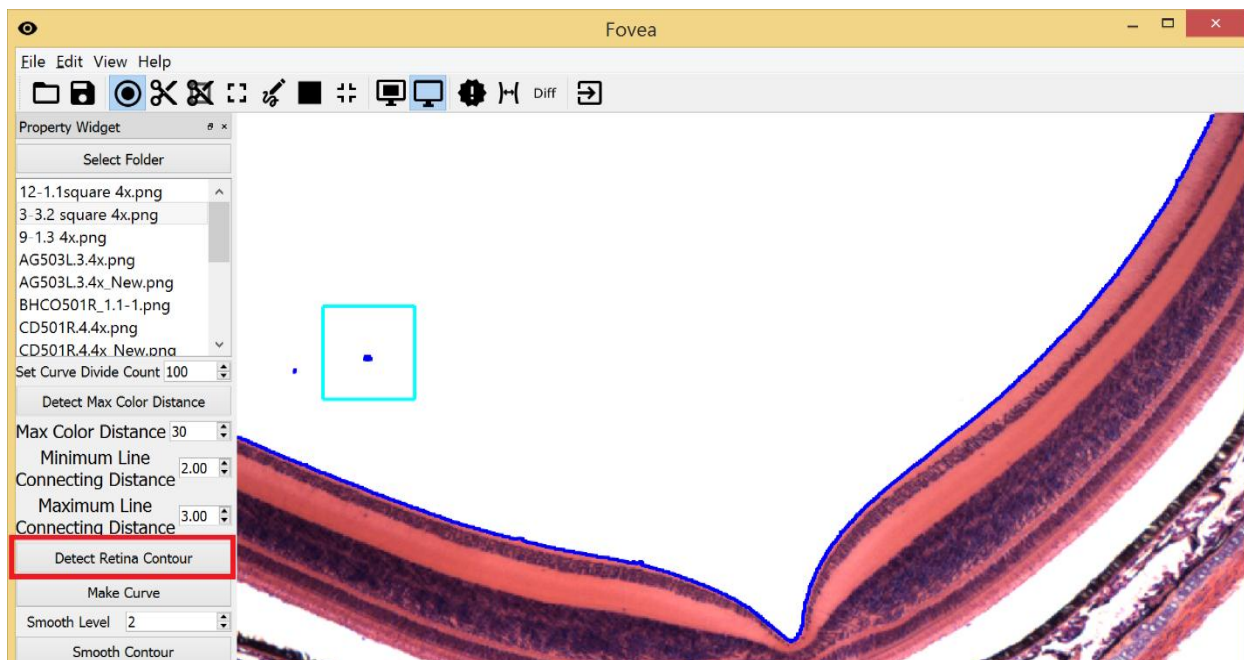 Fovea
File Edit View Help
Diff
Property Widget
Select Folder
12-1.1square 4x.png
3-3.2 square 4x.png
9-1.3 4x.png
AG503L.3.4x.png
AG503L.3.4x_New.png
BHCO501R_1.1-1.png
CD501R.4.4x.png
CD501R.4.4x_New.png
Set Curve Divide Count 100
Detect Max Color Distance
Max Color Distance 30
Minimum Line
Connecting Distance 2.00
Maximum Line
Connecting Distance 3.00
Detect Retina Contour
Make Curve
Smooth Level 2
Smooth Contour